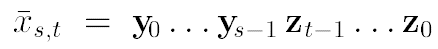 x̄_{s,t} = y_0 … y_{s−1} z_{t−1} … z_0